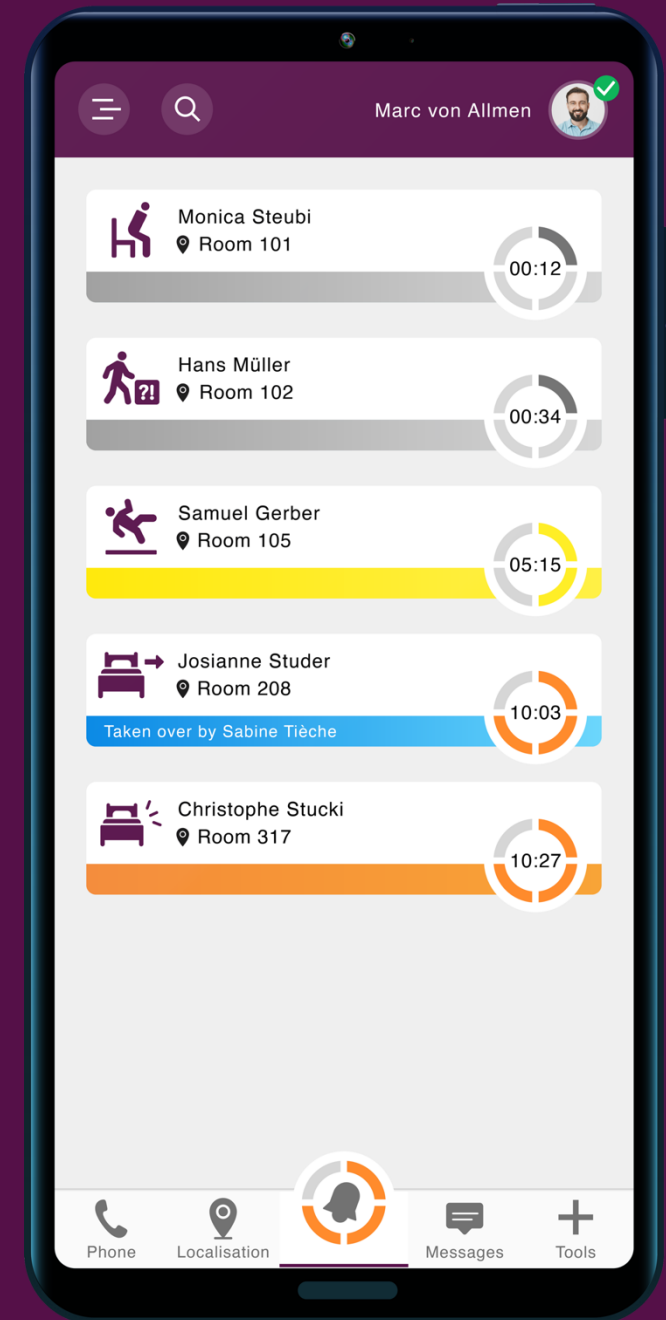 Marc von Allmen
Monica Steubi
Room 101
00:12
Hans Müller
?!
Room 102
00:34
Samuel Gerber
Room 105
05:15
Josianne Studer
Room 208
10:03
Taken over by Sabine Tièche
Christophe Stucki
Room 317
10:27
Phone
Localisation
Messages
Tools